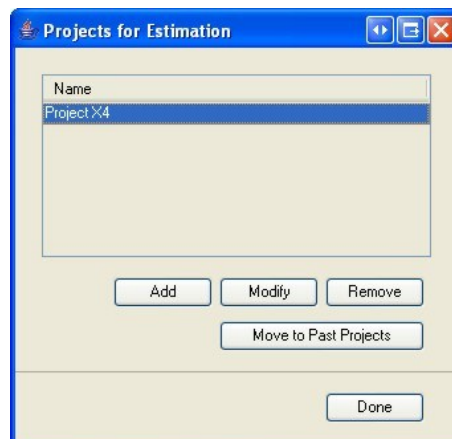 Projects for Estimation
Name
Project X4
Add Modify Remove
Move to Past Projects
Done